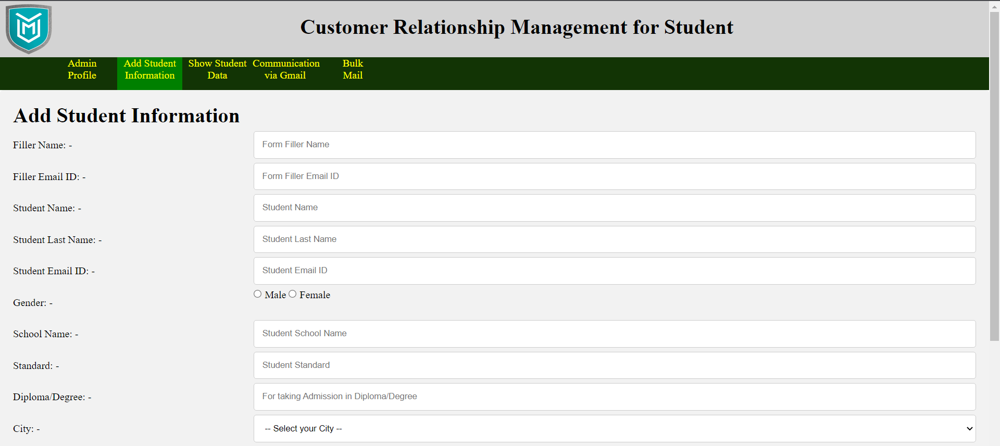 Customer Relationship Management for Student
Admin
Profile
Add Student
Information
Show Student
Data
Communication
via Gmail
Bulk
Mail
Add Student Information
Filler Name: -
Form Filler Name
Filler Email ID: -
Form Filler Email ID
Student Name: -
Student Name
Student Last Name: -
Student Last Name
Student Email ID: -
Student Email ID
Gender: -
Male Female
School Name: -
Student School Name
Standard: -
Student Standard
Diploma/Degree: -
For taking Admission in Diploma/Degree
City: -
-- Select your City --